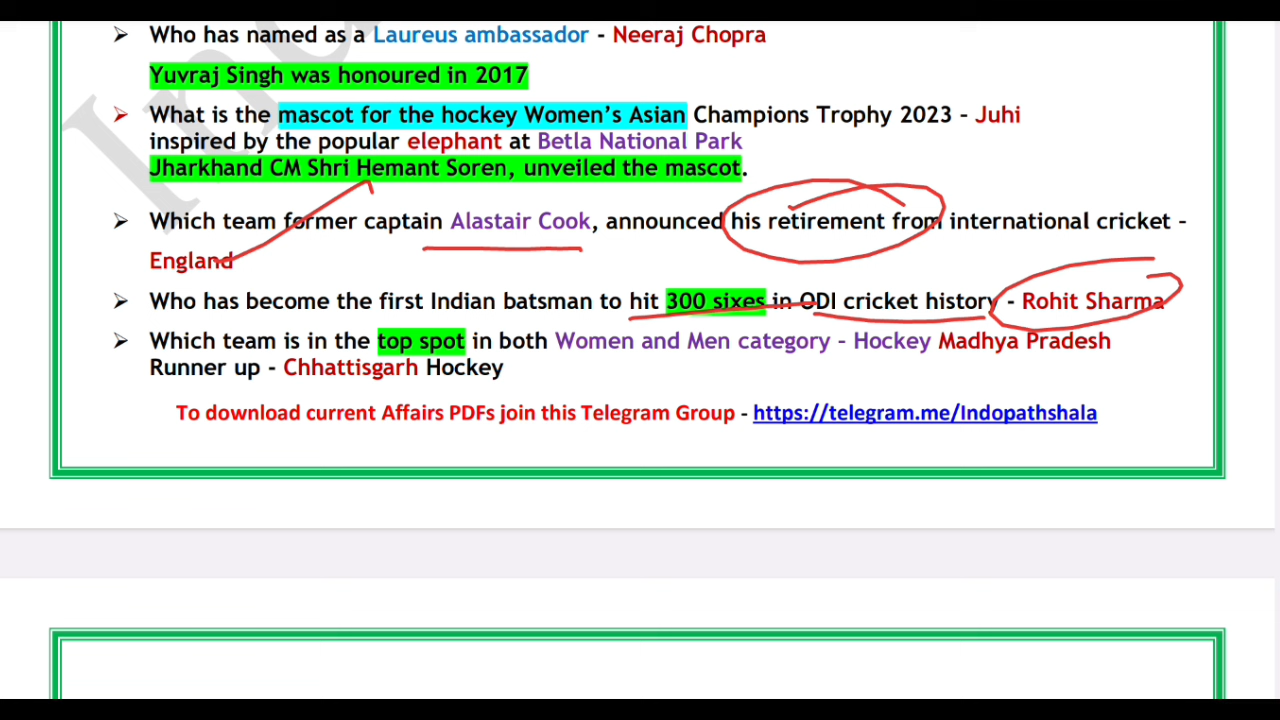 Who has named as a Laureus ambassador - Neeraj Chopra
Yuvraj Singh was honoured in 2017
What is the mascot for the hockey Women’s Asian Champions Trophy 2023 – Juhi
inspired by the popular elephant at Betla National Park
Jharkhand CM Shri Hemant Soren, unveiled the mascot.
Which team former captain Alastair Cook, announced his retirement from international cricket –
England
Who has become the first Indian batsman to hit 300 sixes in ODI cricket history - Rohit Sharma
Which team is in the top spot in both Women and Men category – Hockey Madhya Pradesh
Runner up - Chhattisgarh Hockey
To download current Affairs PDFs join this Telegram Group - https://telegram.me/Indopathshala